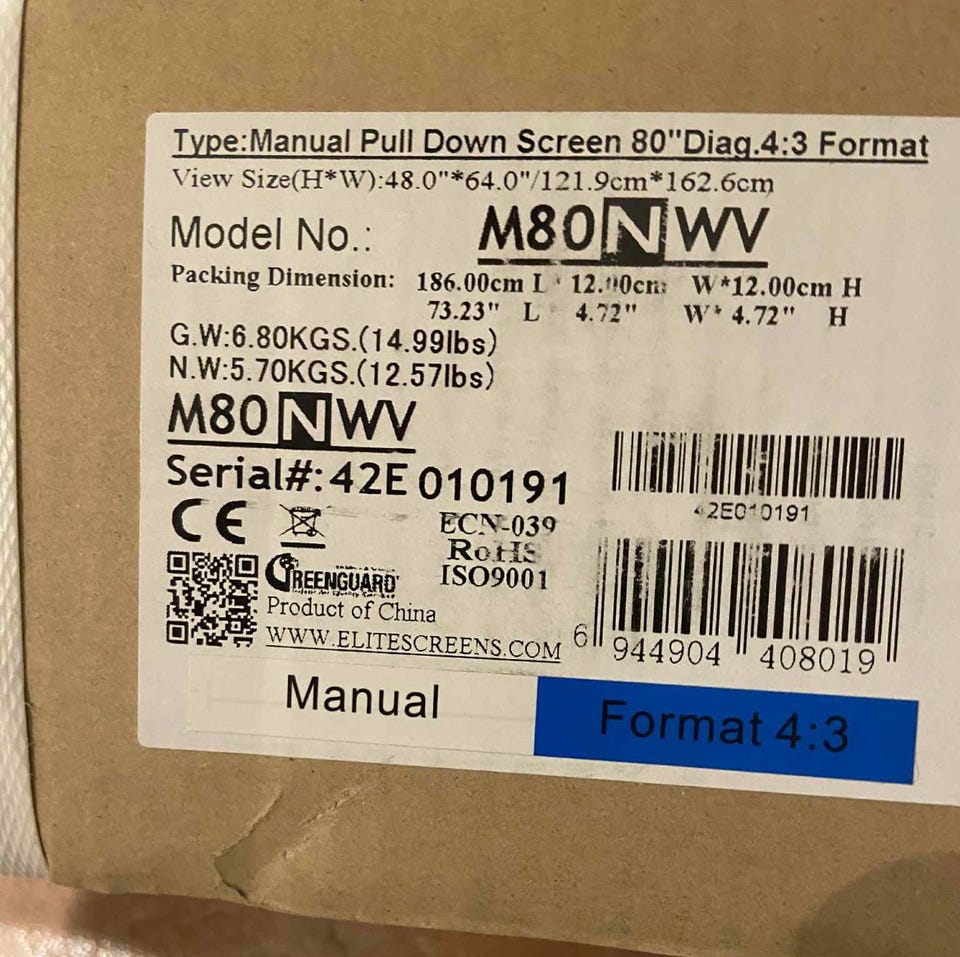 Type:Manual Pull Down Screen 80"Diag.4:3 Format
View Size(H*W):48.0"*64.0"/121.9cm*162.6cm
Model No.: M80NWV
Packing Dimension: 186.00cm L * 12.00cm W*12.00cm H
73.23" L 4.72" W* 4.72" H
G.W:6.80KGS.(14.99lbs)
N.W:5.70KGS.(12.57lbs)
M80NWV
Serial#:42E 010191
42E010191
CE
ECN-039
RoHS
GREENGUARD
ISO9001
Product of China
WWW.ELITESCREENS.COM
6 944904 408019
Manual
Format 4:3